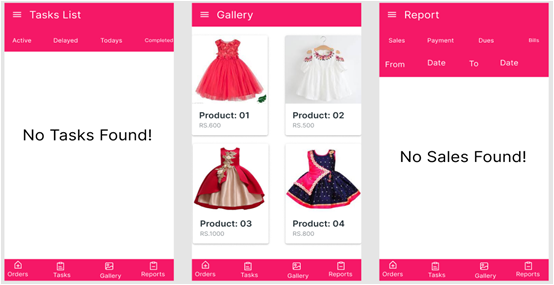 Tasks List
Active Delayed Todays Completed
No Tasks Found!
Orders Tasks Gallery Reports
Gallery
Product: 01 Product: 02
RS.600 RS.500
Product: 03 Product: 04
RS.1000 RS.800
Orders Tasks Gallery Reports
Report
Sales Payment Dues Bills
From Date To Date
No Sales Found!
Orders Tasks Gallery Reports